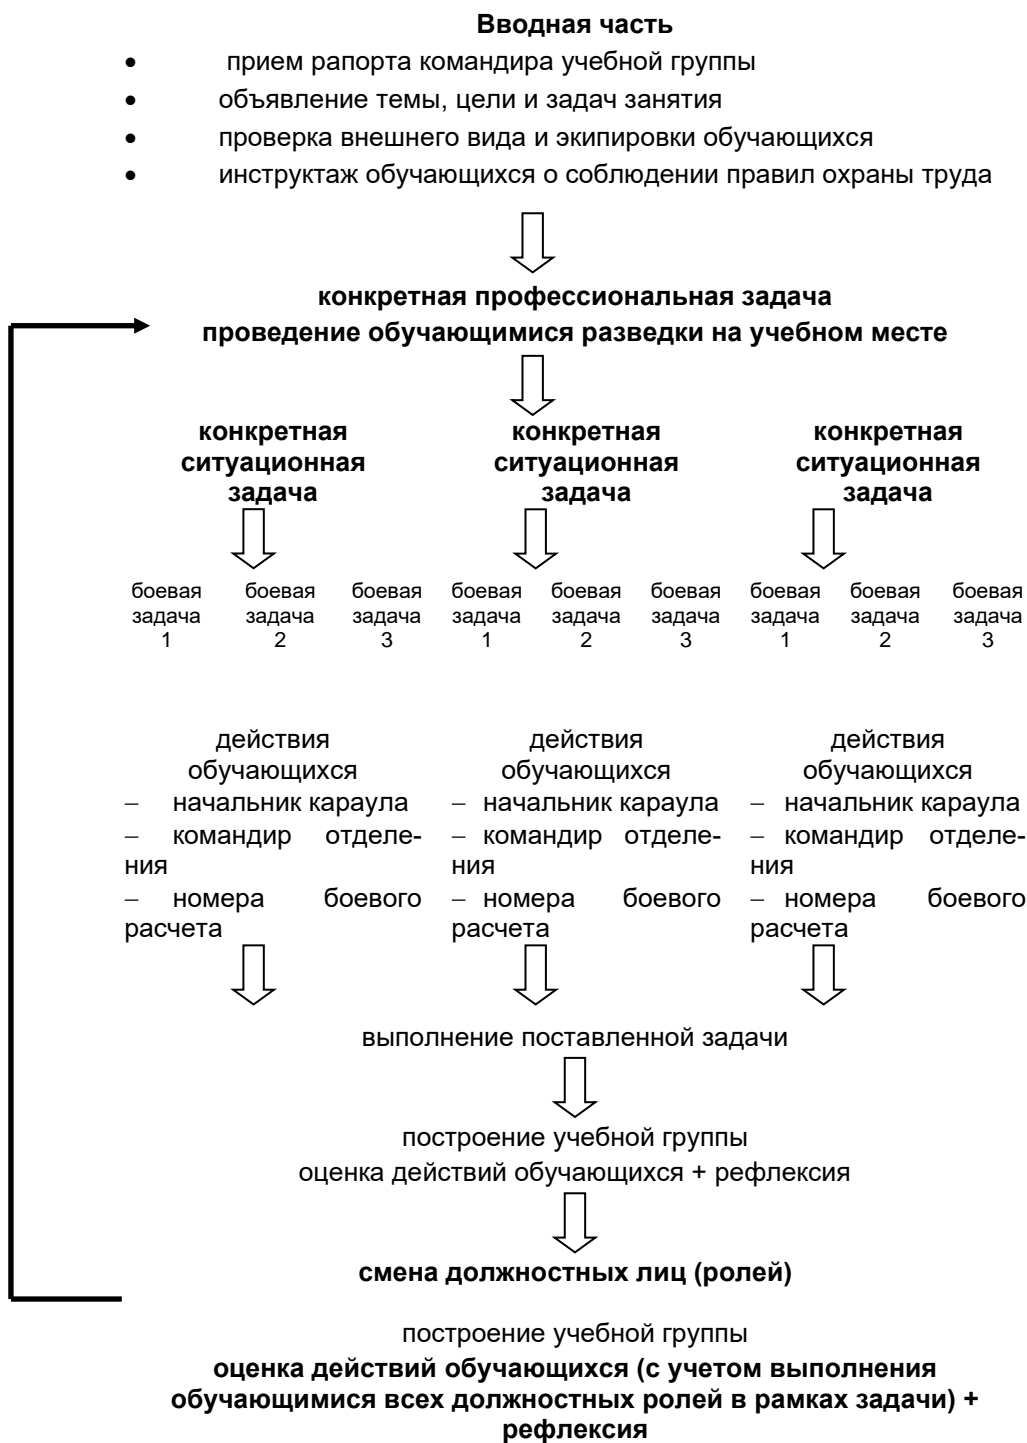 Вводная часть
• прием рапорта командира учебной группы
• объявление темы, цели и задач занятия
• проверка внешнего вида и экипировки обучающихся
• инструктаж обучающихся о соблюдении правил охраны труда
конкретная профессиональная задача
проведение обучающимися разведки на учебном месте
конкретная
ситуационная
задача
конкретная
ситуационная
задача
конкретная
ситуационная
задача
боевая
задача
1
боевая
задача
2
боевая
задача
3
боевая
задача
1
боевая
задача
2
боевая
задача
3
боевая
задача
1
боевая
задача
2
боевая
задача
3
действия
обучающихся
– начальник караула
– командир отделе-
ния
– номера боевого
расчета
действия
обучающихся
– начальник караула
– командир отделе-
ния
– номера боевого
расчета
действия
обучающихся
– начальник караула
– командир отделе-
ния
– номера боевого
расчета
выполнение поставленной задачи
построение учебной группы
оценка действий обучающихся + рефлексия
смена должностных лиц (ролей)
построение учебной группы
оценка действий обучающихся (с учетом выполнения
обучающимися всех должностных ролей в рамках задачи) +
рефлексия